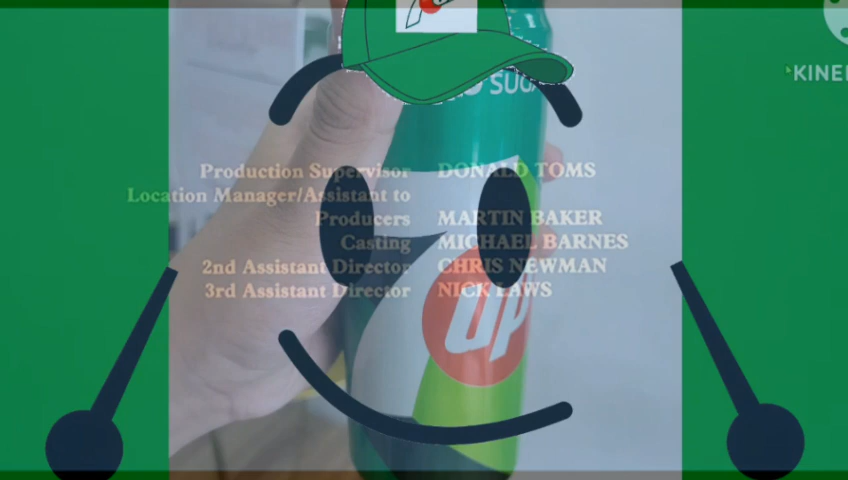 SUGA
KINE
Production Supervisor DONALD TOMS
Location Manager/Assistant to
Producers MARTIN BAKER
Casting MICHAEL BARNES
2nd Assistant Director CHRIS NEWMAN
3rd Assistant Director NICK LAWS
up